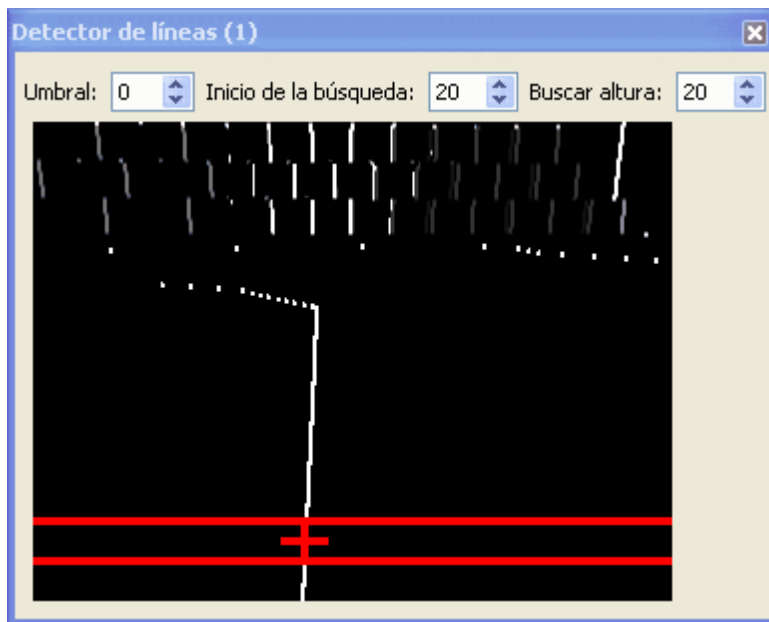 Detector de líneas (1)
Umbral: 0 Inicio de la búsqueda: 20 Buscar altura: 20